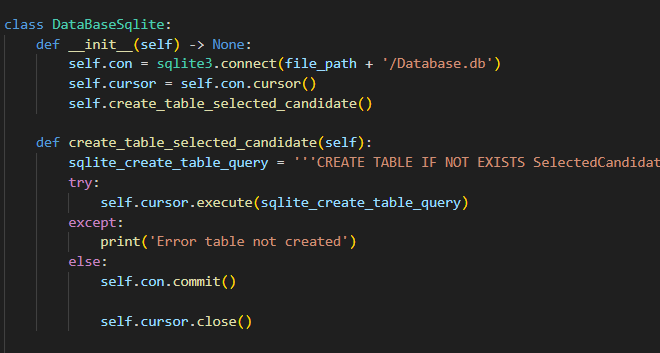 class DataBaseSqlite:
    def __init__(self) -> None:
        self.con = sqlite3.connect(file_path + '/Database.db')
        self.cursor = self.con.cursor()
        self.create_table_selected_candidate()
    def create_table_selected_candidate(self):
        sqlite_create_table_query = '''CREATE TABLE IF NOT EXISTS SelectedCandidat
        try:
            self.cursor.execute(sqlite_create_table_query)
        except:
            print('Error table not created')
        else:
            self.con.commit()
            self.cursor.close()